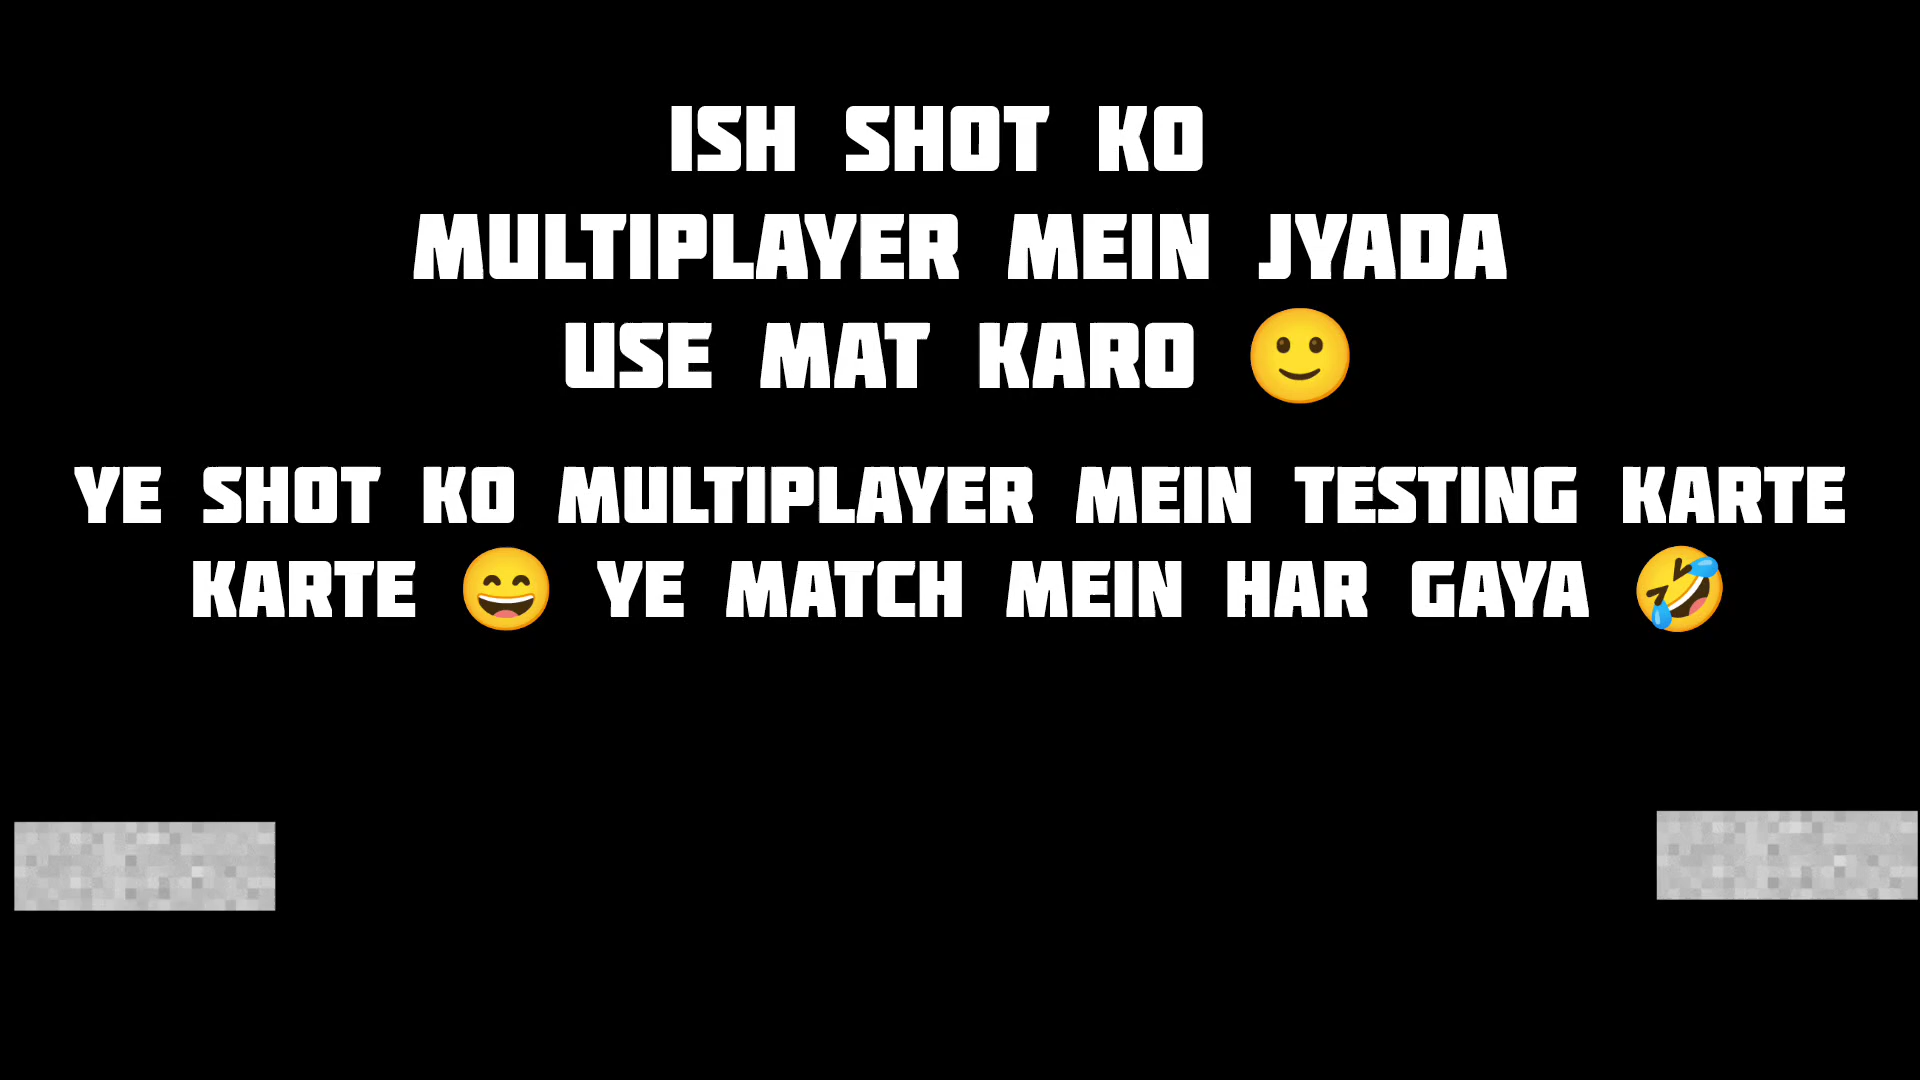 ISH SHOT KO
MULTIPLAYER MEIN JYADA
USE MAT KARO 🙂
YE SHOT KO MULTIPLAYER MEIN TESTING KARTE
KARTE 😄 YE MATCH MEIN HAR GAYA 🤣